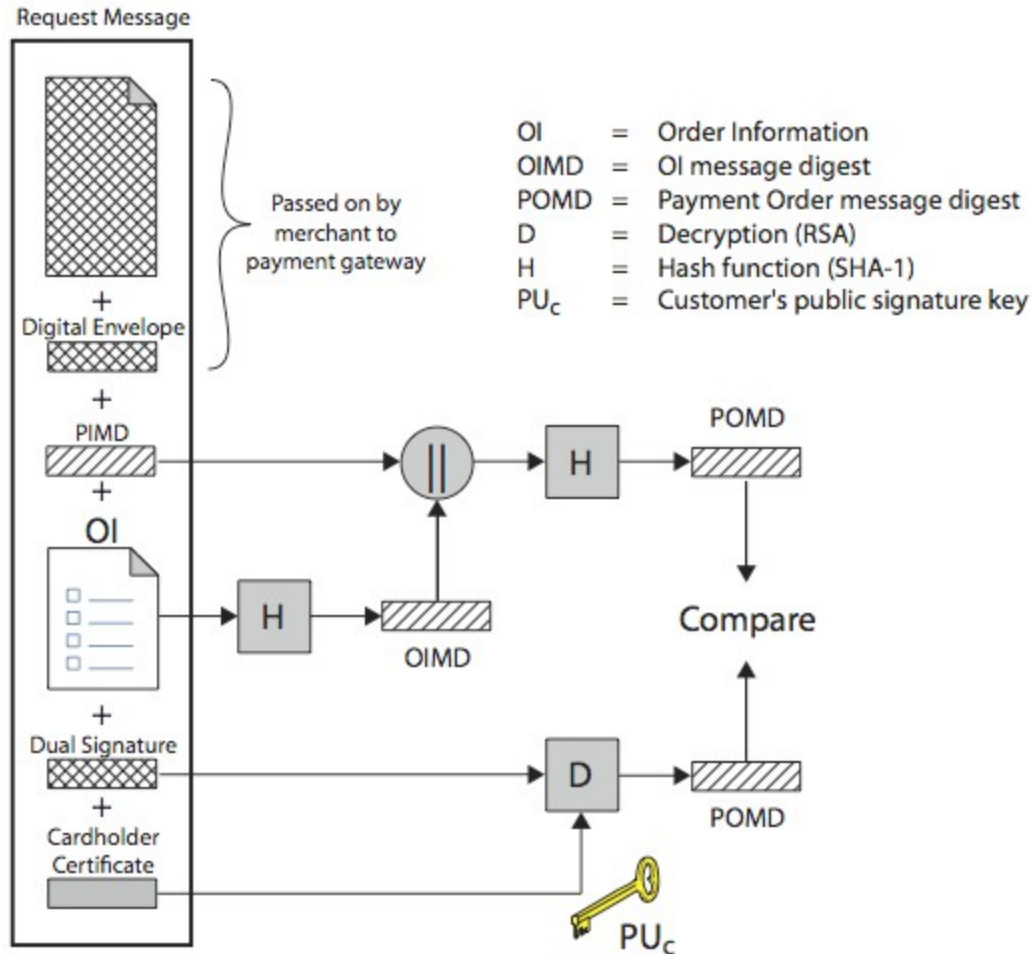 Request Message
Passed on by
merchant to
payment gateway
OI = Order Information
OIMD = OI message digest
POMD = Payment Order message digest
D = Decryption (RSA)
H = Hash function (SHA-1)
PUc = Customer's public signature key
+
Digital Envelope
+
PIMD
||
H
POMD
+
OI
H
OIMD
Compare
+
Dual Signature
D
POMD
+
Cardholder
Certificate
PUc